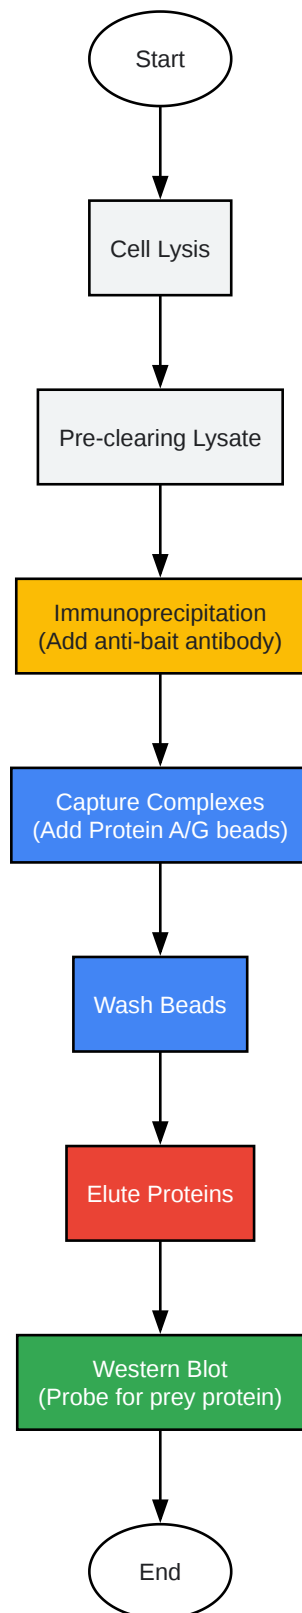 Start
Cell Lysis
Pre-clearing Lysate
Immunoprecipitation
(Add anti-bait antibody)
Capture Complexes
(Add Protein A/G beads)
Wash Beads
Elute Proteins
Western Blot
(Probe for prey protein)
End